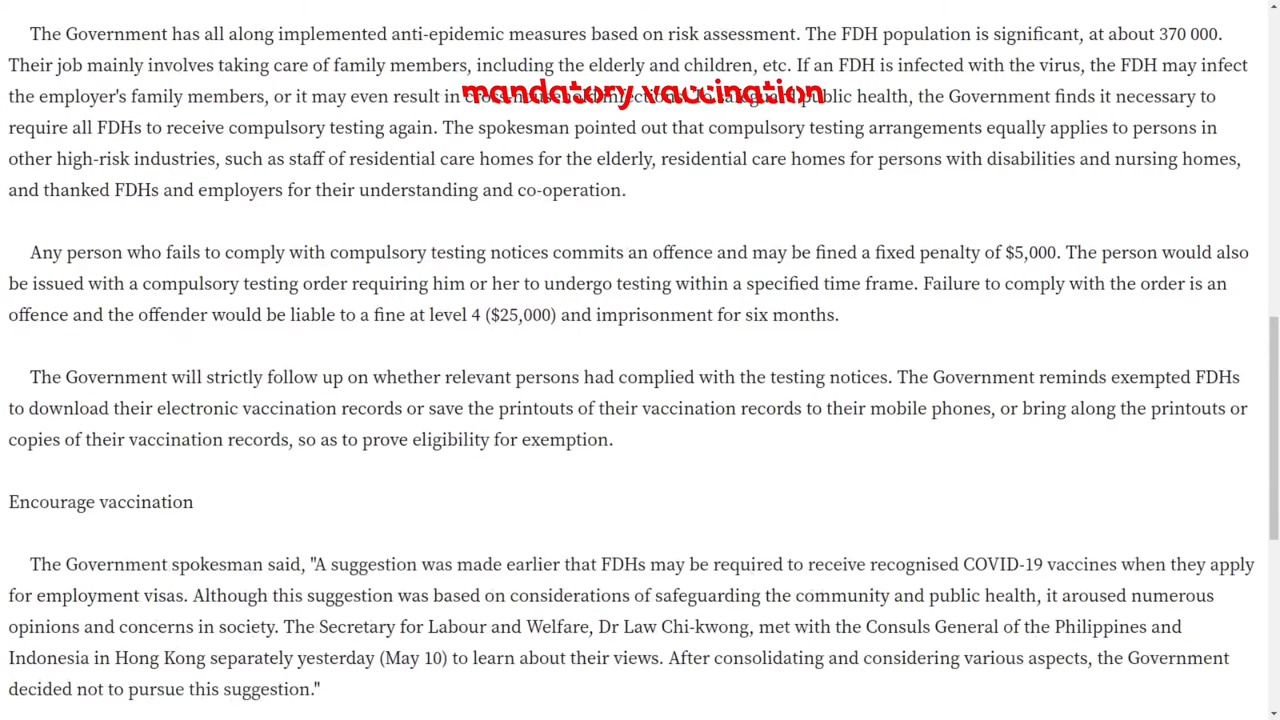 The Government has all along implemented anti-epidemic measures based on risk assessment. The FDH population is significant, at about 370 000.
Their job mainly involves taking care of family members, including the elderly and children, etc. If an FDH is infected with the virus, the FDH may infect
mandatory vaccination
the employer's family members, or it may even result in public health, the Government finds it necessary to
require all FDHs to receive compulsory testing again. The spokesman pointed out that compulsory testing arrangements equally applies to persons in
other high-risk industries, such as staff of residential care homes for the elderly, residential care homes for persons with disabilities and nursing homes,
and thanked FDHs and employers for their understanding and co-operation.
Any person who fails to comply with compulsory testing notices commits an offence and may be fined a fixed penalty of $5,000. The person would also
be issued with a compulsory testing order requiring him or her to undergo testing within a specified time frame. Failure to comply with the order is an
offence and the offender would be liable to a fine at level 4 ($25,000) and imprisonment for six months.
The Government will strictly follow up on whether relevant persons had complied with the testing notices. The Government reminds exempted FDHs
to download their electronic vaccination records or save the printouts of their vaccination records to their mobile phones, or bring along the printouts or
copies of their vaccination records, so as to prove eligibility for exemption.
Encourage vaccination
The Government spokesman said, "A suggestion was made earlier that FDHs may be required to receive recognised COVID-19 vaccines when they apply
for employment visas. Although this suggestion was based on considerations of safeguarding the community and public health, it aroused numerous
opinions and concerns in society. The Secretary for Labour and Welfare, Dr Law Chi-kwong, met with the Consuls General of the Philippines and
Indonesia in Hong Kong separately yesterday (May 10) to learn about their views. After consolidating and considering various aspects, the Government
decided not to pursue this suggestion."